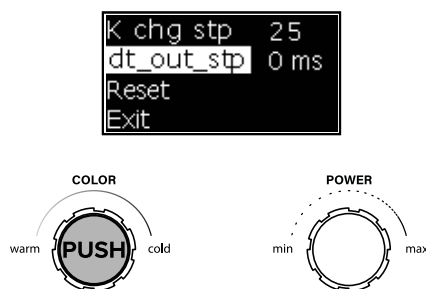 K chg stp 25
dt_out_stp 0 ms
Reset
Exit
COLOR POWER
warm PUSH cold min max